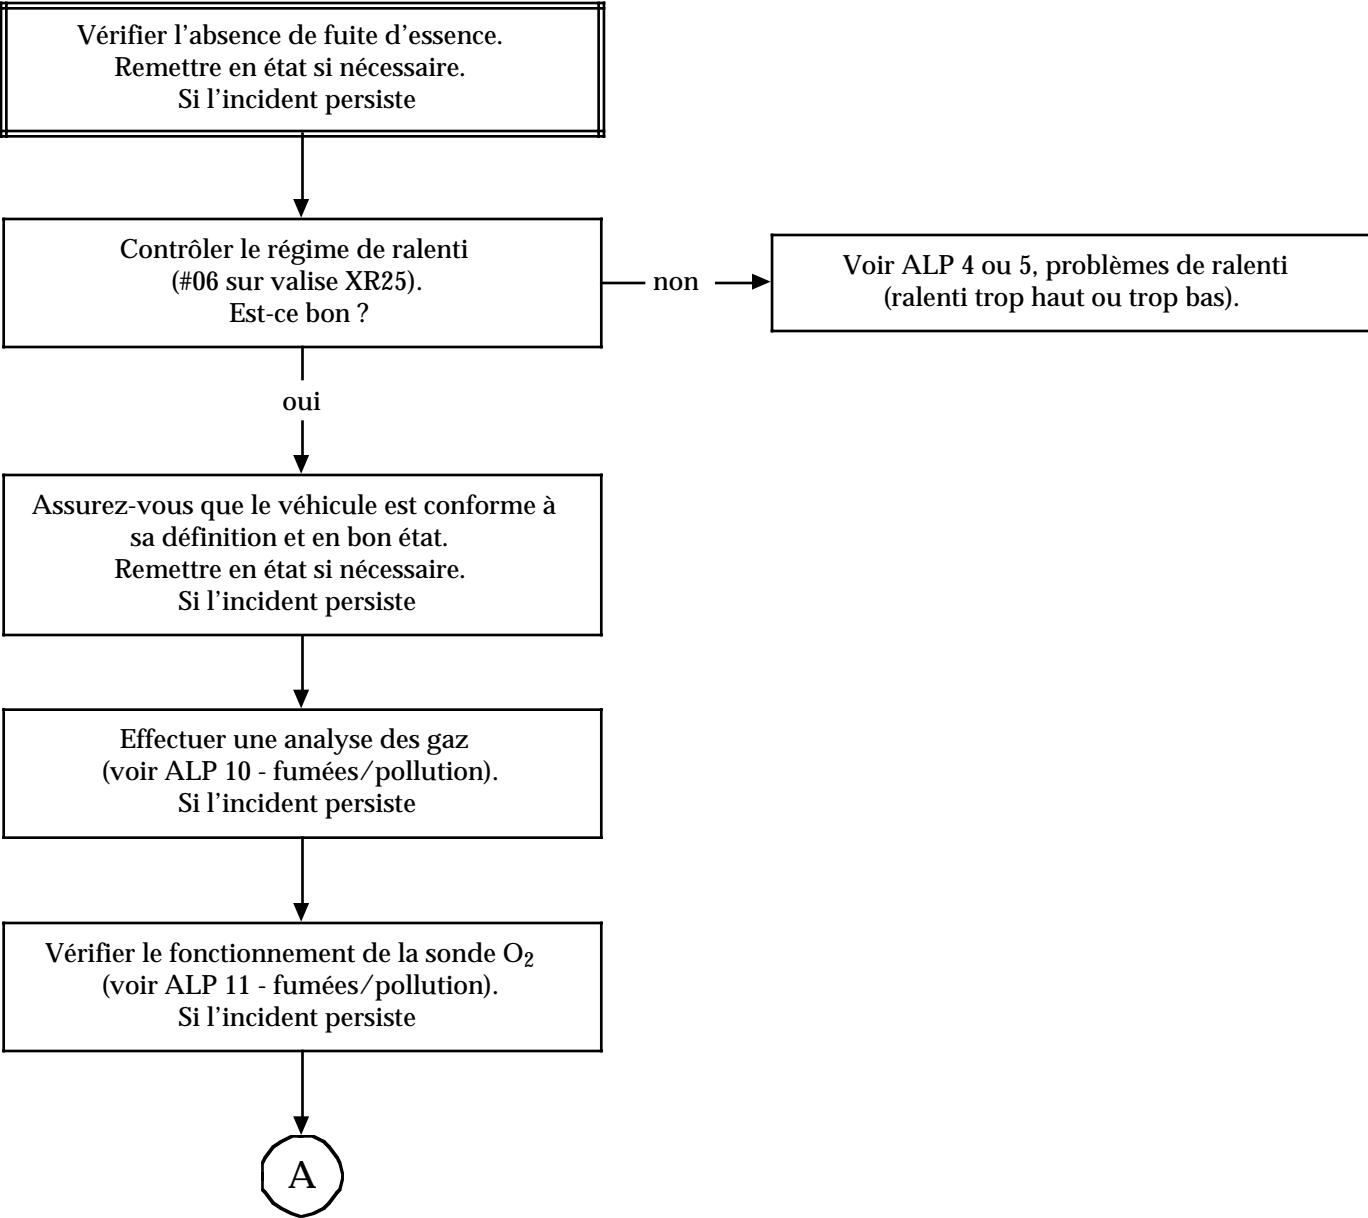 Vérifier l’absence de fuite d’essence.
Remettre en état si nécessaire.
Si l’incident persiste
Contrôler le régime de ralenti
(#06 sur valise XR25).
Est-ce bon ?
non
Voir ALP 4 ou 5, problèmes de ralenti
(ralenti trop haut ou trop bas).
oui
Assurez-vous que le véhicule est conforme à
sa définition et en bon état.
Remettre en état si nécessaire.
Si l’incident persiste
Effectuer une analyse des gaz
(voir ALP 10 - fumées/pollution).
Si l’incident persiste
Vérifier le fonctionnement de la sonde O₂
(voir ALP 11 - fumées/pollution).
Si l’incident persiste
A